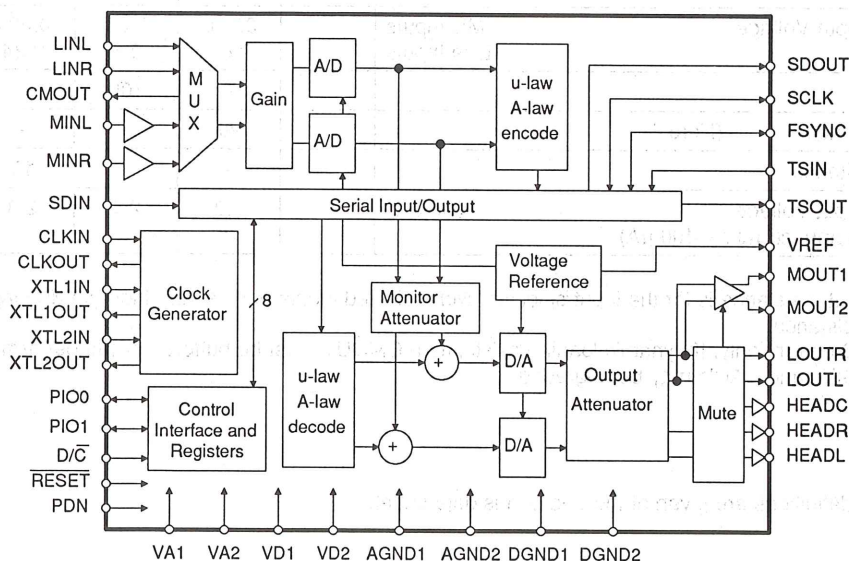 LINL
LINR
CMOUT
MINL
MINR
SDIN
CLKIN
CLKOUT
XTL1IN
XTL1OUT
XTL2IN
XTL2OUT
PIO0
PIO1
D/C
RESET
PDN
MUX
Gain
A/D
A/D
u-law
A-law
encode
Serial Input/Output
Clock
Generator
8
Control
Interface and
Registers
Voltage
Reference
Monitor
Attenuator
u-law
A-law
decode
+
+
D/A
D/A
Output
Attenuator
Mute
SDOUT
SCLK
FSYNC
TSIN
TSOUT
VREF
MOUT1
MOUT2
LOUTR
LOUTL
HEADC
HEADR
HEADL
VA1
VA2
VD1
VD2
AGND1
AGND2
DGND1
DGND2